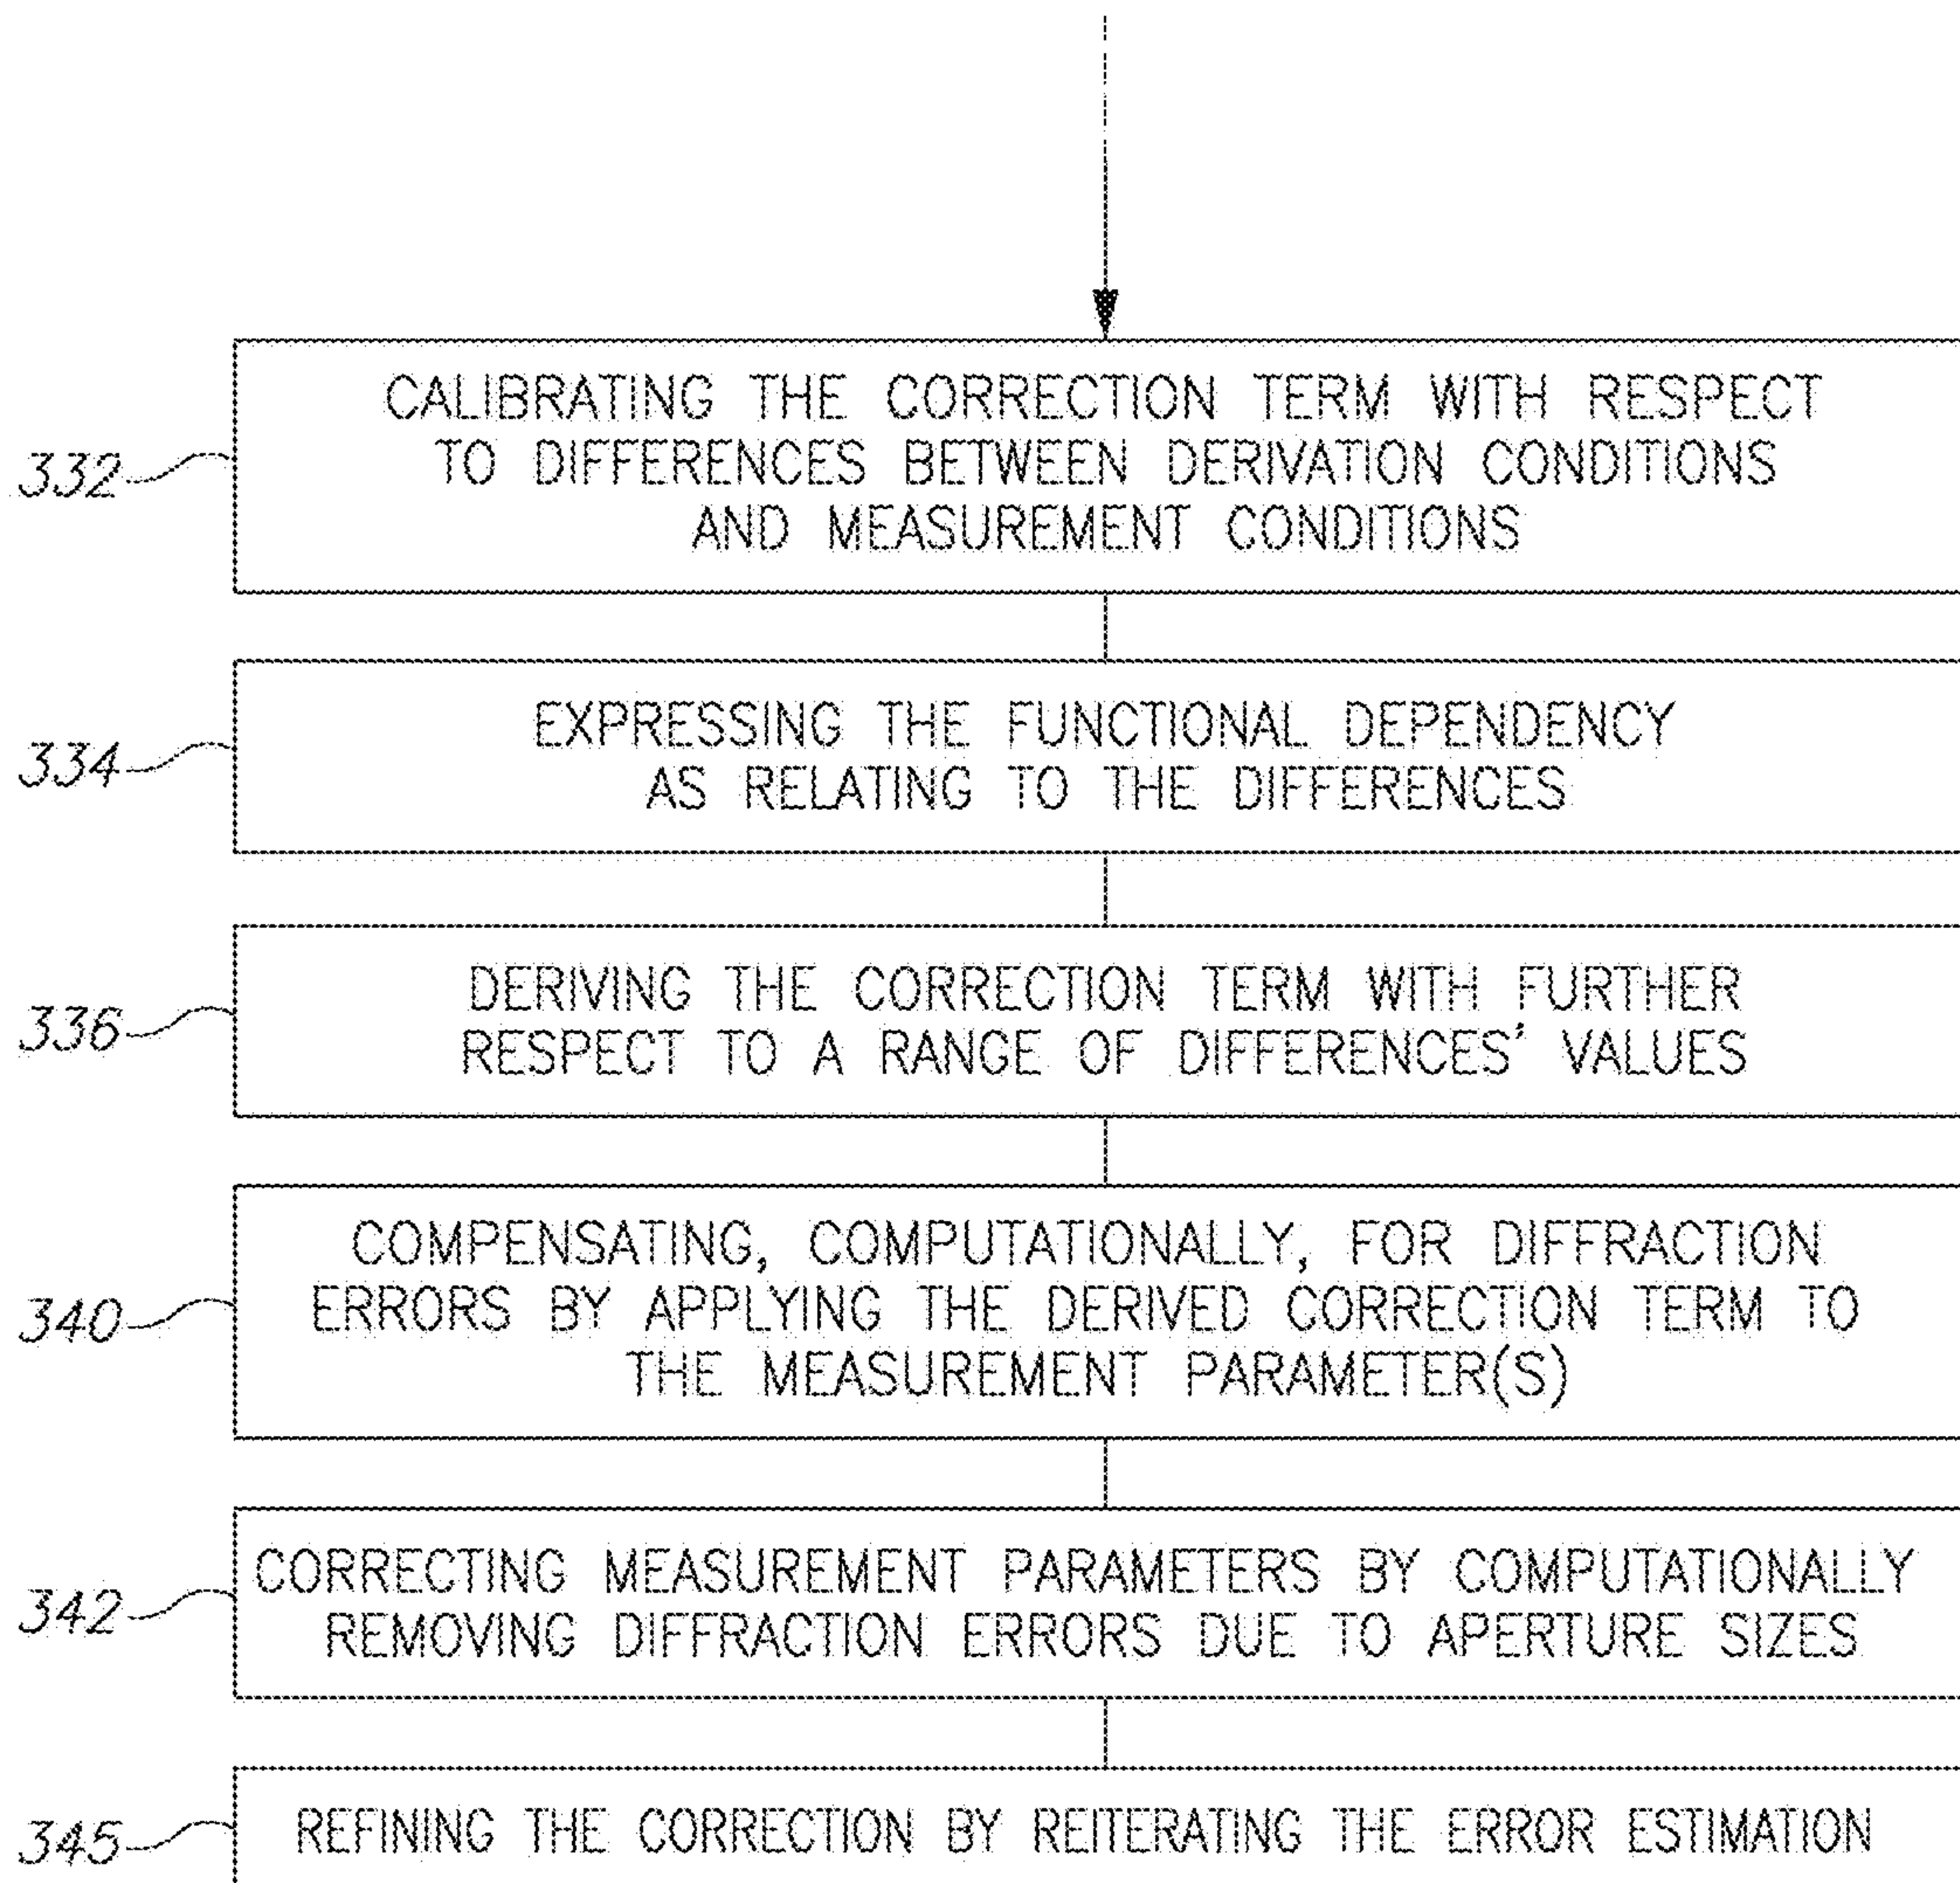 332
CALIBRATING THE CORRECTION TERM WITH RESPECT
TO DIFFERENCES BETWEEN DERIVATION CONDITIONS
AND MEASUREMENT CONDITIONS
334
EXPRESSING THE FUNCTIONAL DEPENDENCY
AS RELATING TO THE DIFFERENCES
336
DERIVING THE CORRECTION TERM WITH FURTHER
RESPECT TO A RANGE OF DIFFERENCES' VALUES
340
COMPENSATING, COMPUTATIONALLY, FOR DIFFRACTION
ERRORS BY APPLYING THE DERIVED CORRECTION TERM TO
THE MEASUREMENT PARAMETER(S)
342
CORRECTING MEASUREMENT PARAMETERS BY COMPUTATIONALLY
REMOVING DIFFRACTION ERRORS DUE TO APERTURE SIZES
345
REFINING THE CORRECTION BY REITERATING THE ERROR ESTIMATION